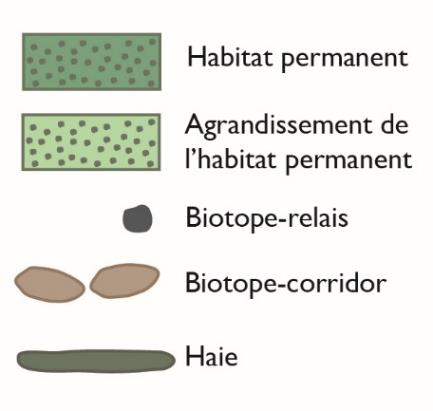 Habitat permanent
Agrandissement de
l’habitat permanent
Biotope-relais
Biotope-corridor
Haie